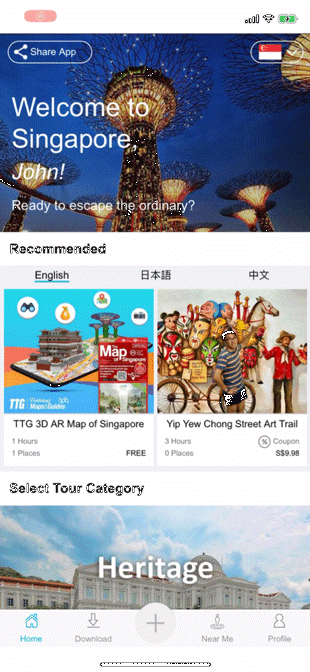 Share App
Welcome to
Singapore,
John!
Ready to escape the ordinary?
Recommended
English
日本語
中文
TTG
Map
of Singapore
TTG 3D AR Map of Singapore
1 Hours
1 Places
FREE
Yip Yew Chong Street Art Trail
3 Hours
% Coupon
0 Places
S$9.98
Select Tour Category
Heritage
Home
Download
Near Me
Profile